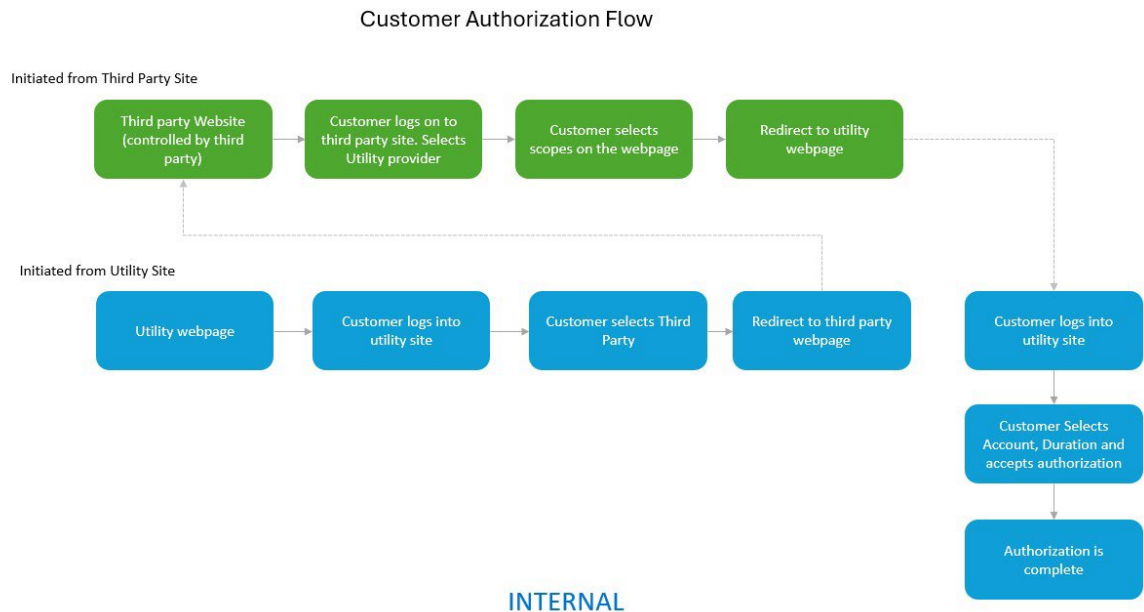 Customer Authorization Flow
Initiated from Third Party Site
Third party Website
(controlled by third
party)
Customer logs on to
third party site. Selects
Utility provider
Customer selects
scopes on the webpage
Redirect to utility
webpage
Initiated from Utility Site
Utility webpage
Customer logs into
utility site
Customer selects Third
Party
Redirect to third party
webpage
Customer logs into
utility site
Customer Selects
Account, Duration and
accepts authorization
Authorization is
complete
INTERNAL